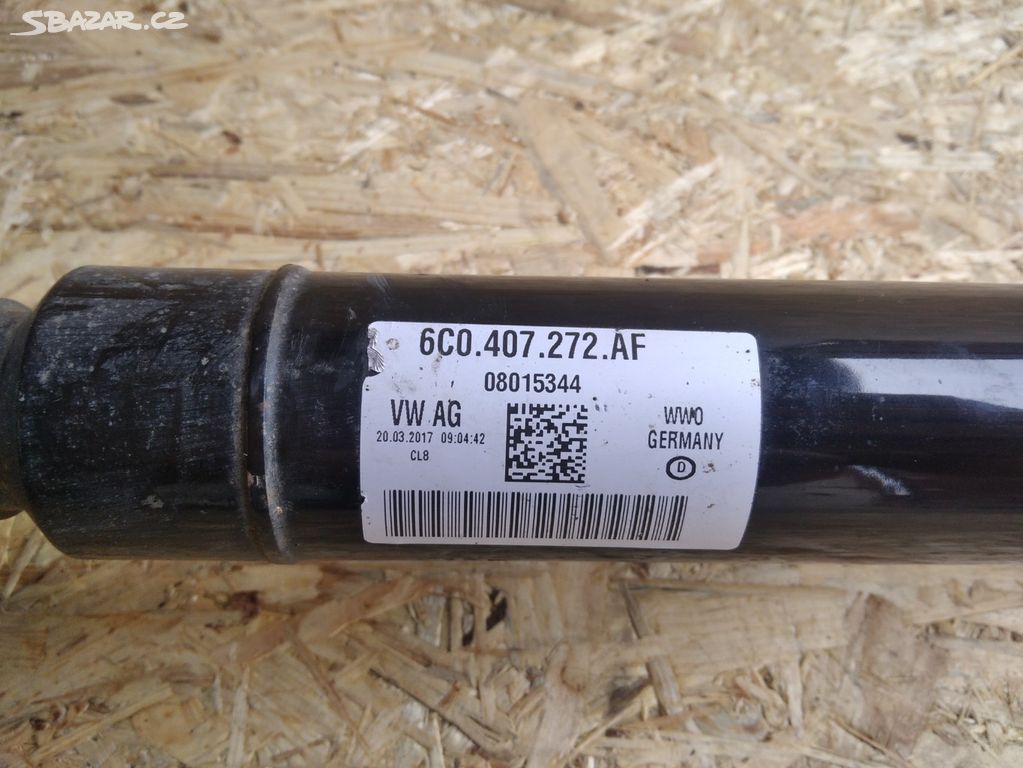 SBAZAR.CZ
6C0.407.272.AF
08015344
VW AG
20.03.2017 09:04:42
CL8
WWO
GERMANY
D